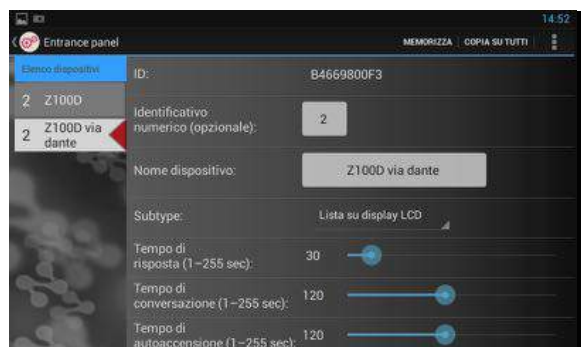 14:52
Entrance panel
MEMORIZZA
COPIA SU TUTTI
Elenco dispositivi
2 Z100D
2 Z100D via
dante
ID:
B4669800F3
Identificativo
numerico (opzionale):
2
Nome dispositivo:
Z100D via dante
Subtype:
Lista su display LCD
Tempo di
risposta (1–255 sec):
30
Tempo di
conversazione (1–255 sec):
120
Tempo di
autoaccensione (1–255 sec):
120